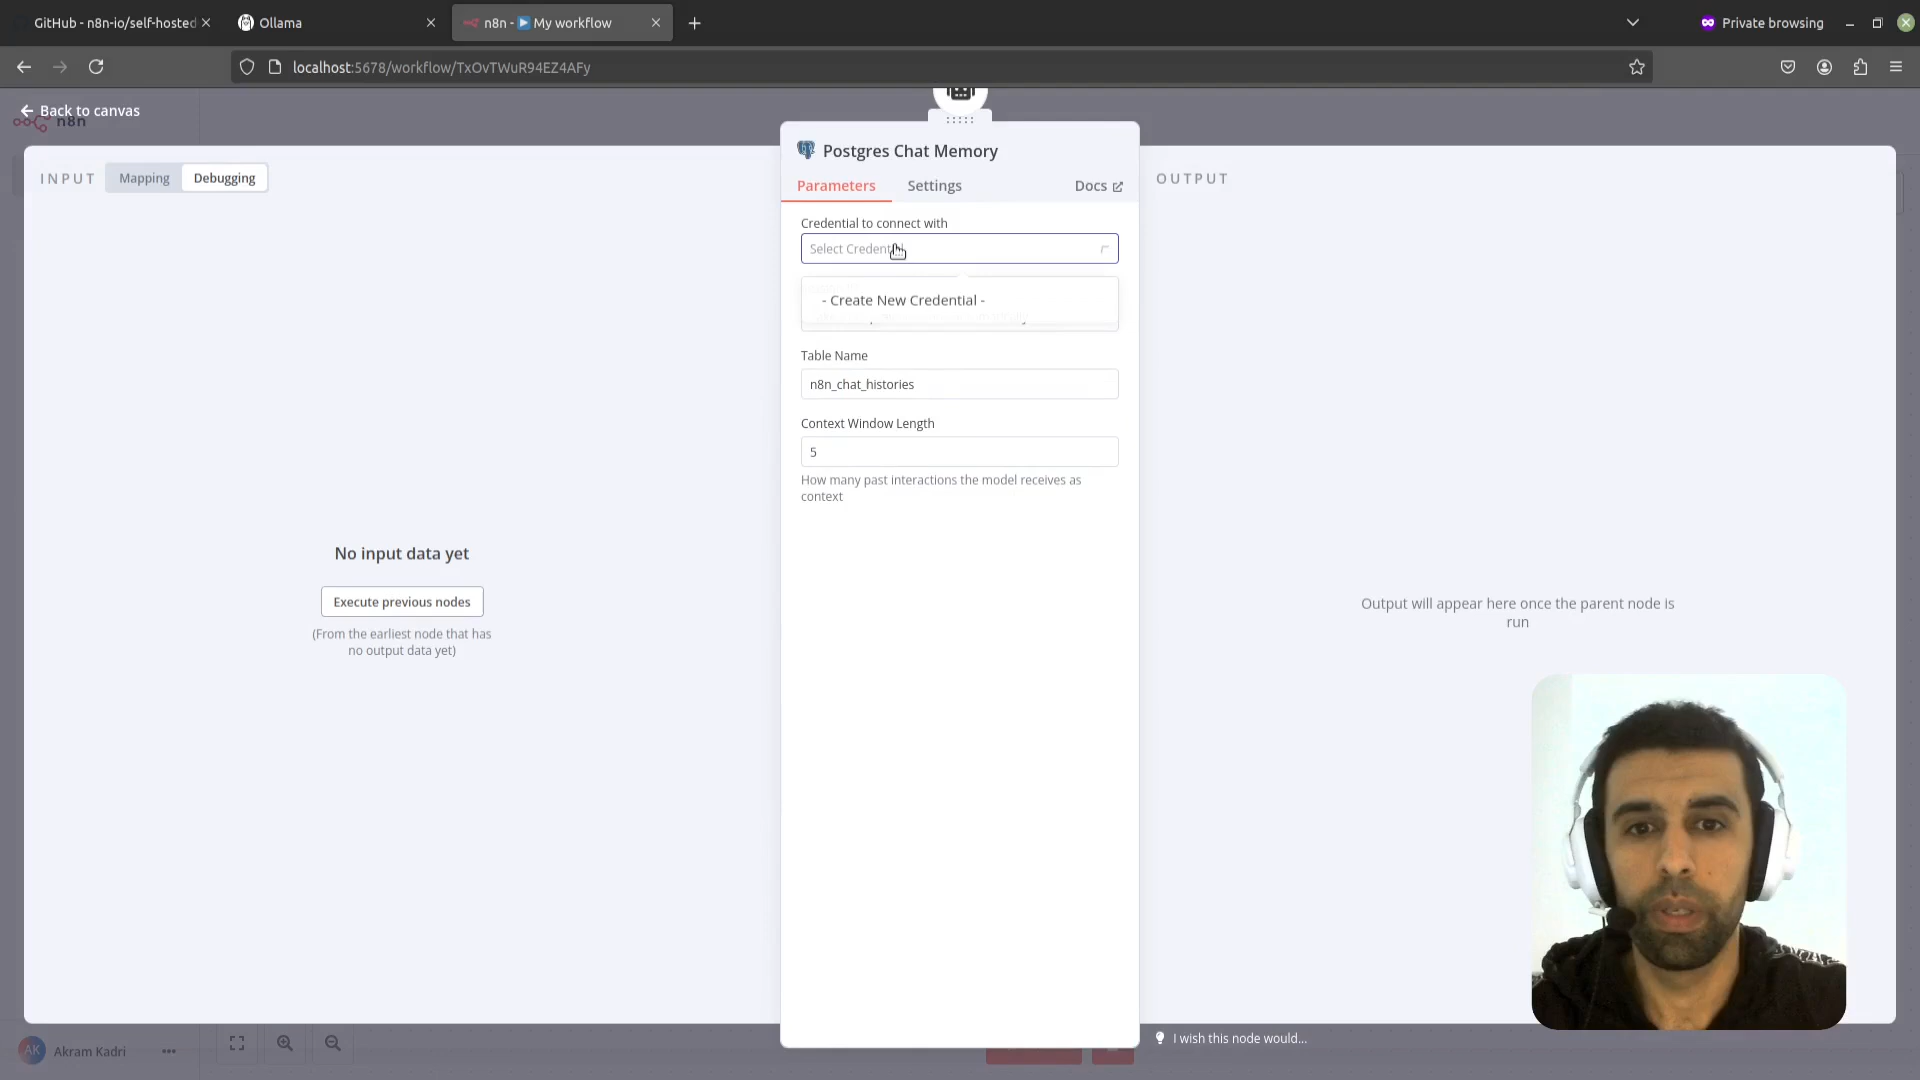 GitHub - n8n-io/self-hosted
Ollama
n8n - My workflow
Private browsing
localhost:5678/workflow/TxOvTWuR94EZ4AFy
Back to canvas
n8n
INPUT
Mapping
Debugging
Postgres Chat Memory
Parameters
Settings
Docs
OUTPUT
Credential to connect with
Select Credential
- Create New Credential -
Table Name
n8n_chat_histories
Context Window Length
5
How many past interactions the model receives as
context
No input data yet
Execute previous nodes
(From the earliest node that has
no output data yet)
Output will appear here once the parent node is
run
AK
Akram Kadri
I wish this node would...